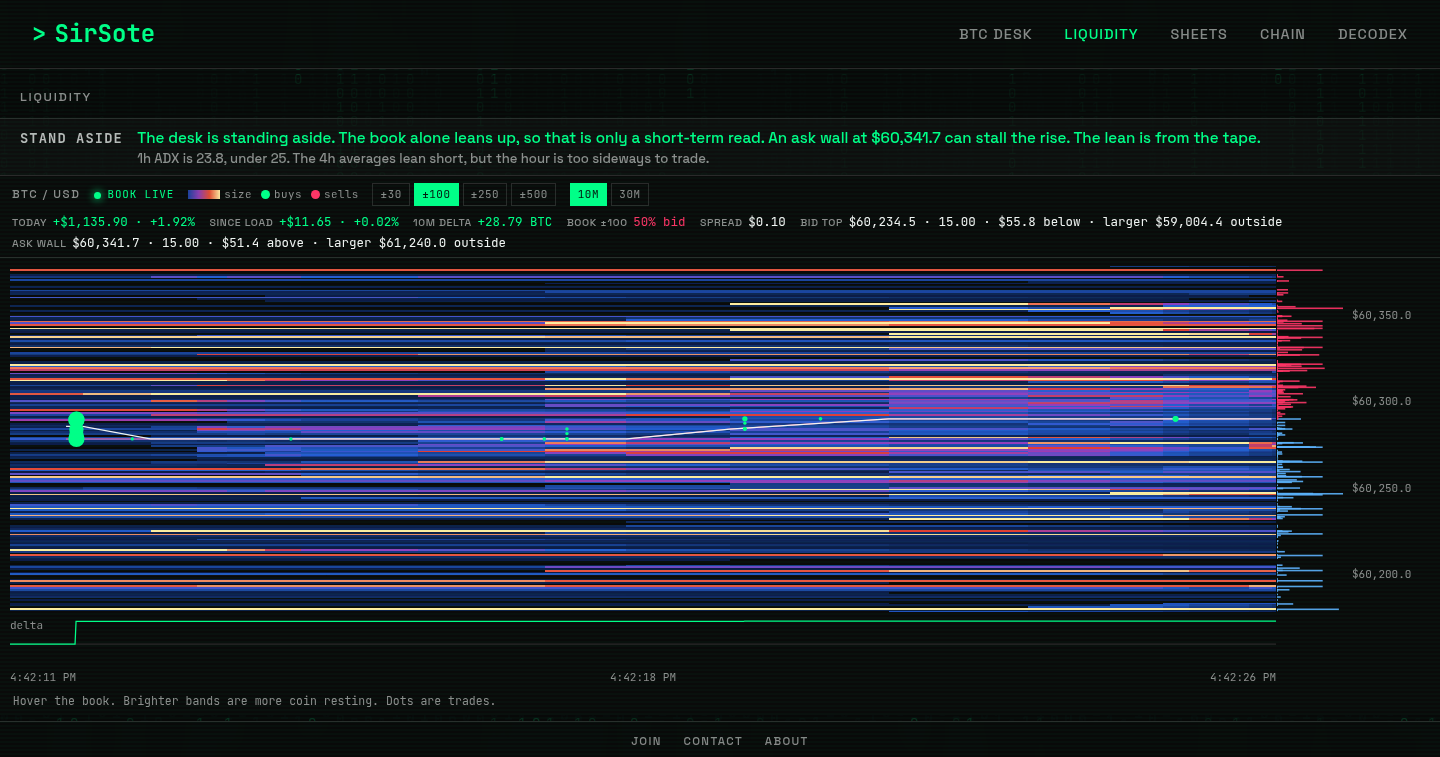 > SirSote
BTC DESK LIQUIDITY SHEETS CHAIN DECODEX
LIQUIDITY
STAND ASIDE The desk is standing aside. The book alone leans up, so that is only a short-term read. An ask wall at $60,341.7 can stall the rise. The lean is from the tape.
1h ADX is 23.8, under 25. The 4h averages lean short, but the hour is too sideways to trade.
BTC / USD BOOK LIVE size buys sells ±30 ±100 ±250 ±500 10M 30M
TODAY +$1,135.90 · +1.92% SINCE LOAD +$11.65 · +0.02% 10M DELTA +28.79 BTC BOOK ±100 50% bid SPREAD $0.10 BID TOP $60,234.5 · 15.00 · $55.8 below · larger $59,004.4 outside
ASK WALL $60,341.7 · 15.00 · $51.4 above · larger $61,240.0 outside
$60,350.0
$60,300.0
$60,250.0
$60,200.0
delta
4:42:11 PM 4:42:18 PM 4:42:26 PM
Hover the book. Brighter bands are more coin resting. Dots are trades.
JOIN CONTACT ABOUT